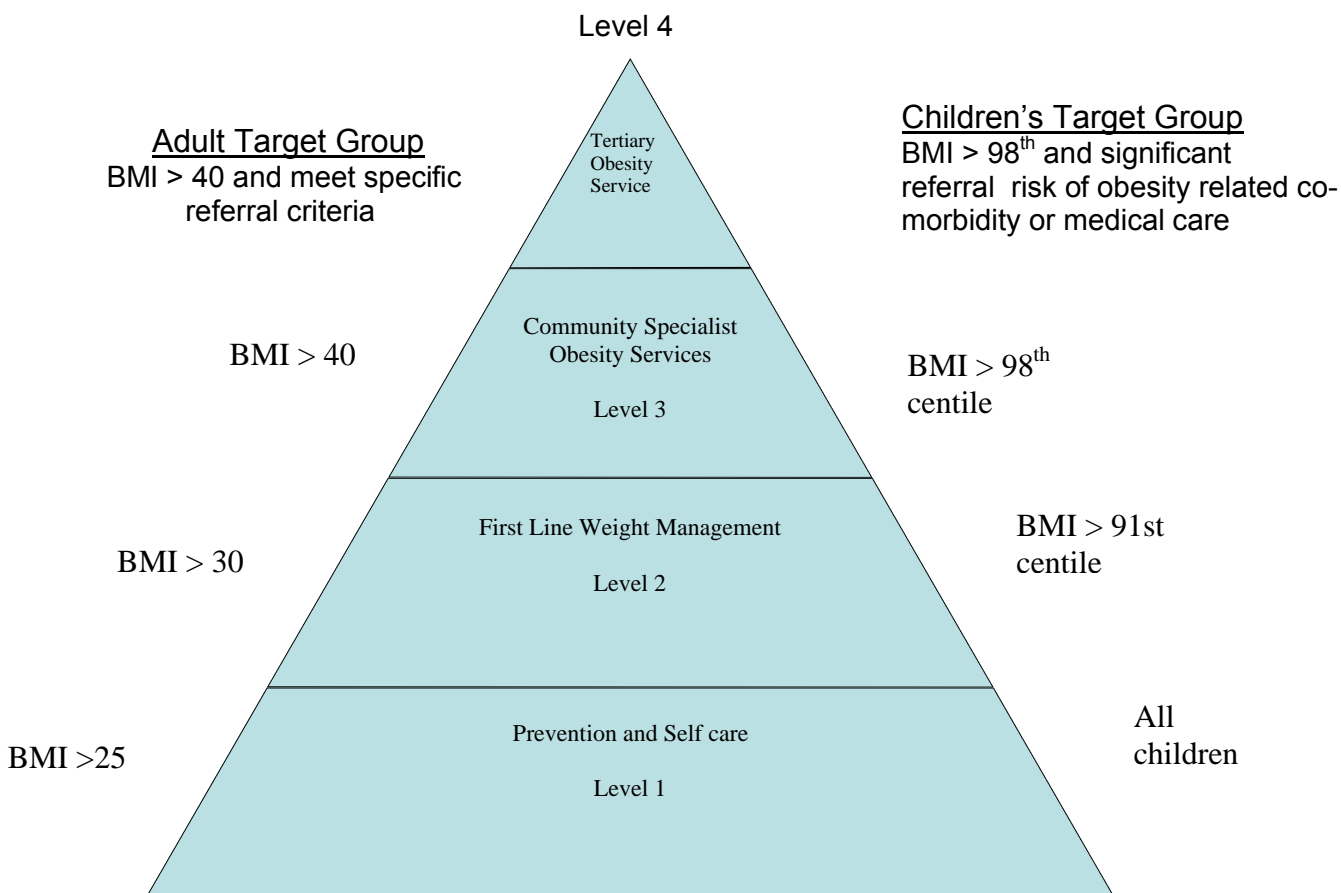 Level 4
Adult Target Group
BMI > 40 and meet specific
referral criteria
Tertiary
Obesity
Service
Children’s Target Group
BMI > 98th and significant
referral  risk of obesity related co-
morbidity or medical care
BMI > 40
Community Specialist
Obesity Services
Level 3
BMI > 98th
centile
BMI > 30
First Line Weight Management
Level 2
BMI > 91st
centile
BMI >25
Prevention and Self care
Level 1
All
children